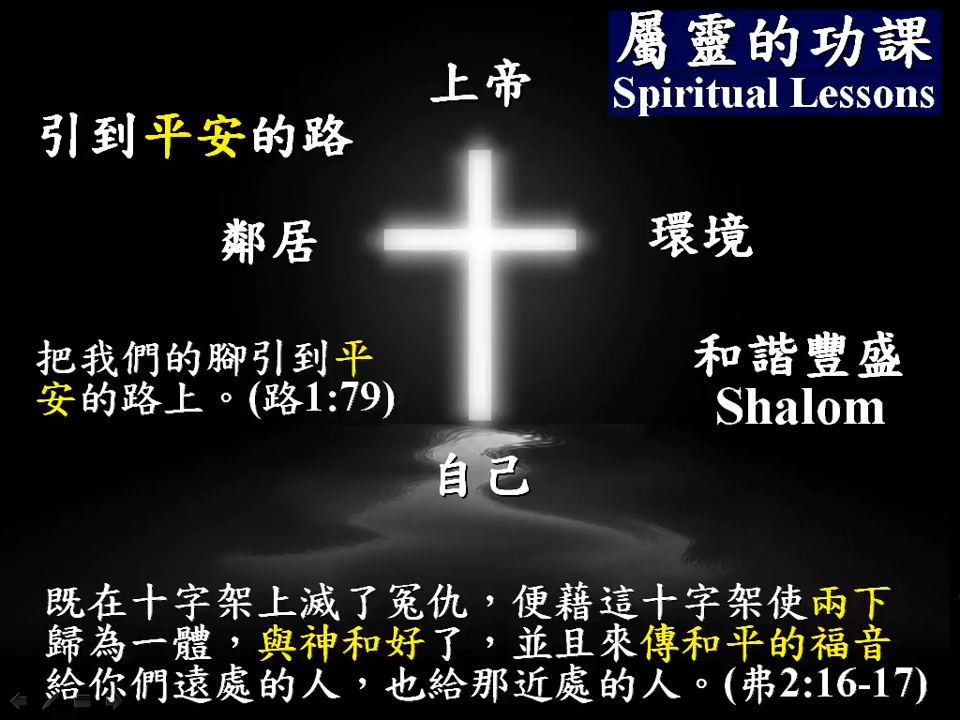 屬靈的功課
Spiritual Lessons
上帝
引到平安的路
鄰居
環境
把我們的腳引到平
安的路上。(路1:79)
和諧豐盛
Shalom
自己
既在十字架上滅了冤仇，便藉這十字架使兩下
歸為一體，與神和好了，並且來傳和平的福音
給你們遠處的人，也給那近處的人。(弗2:16-17)